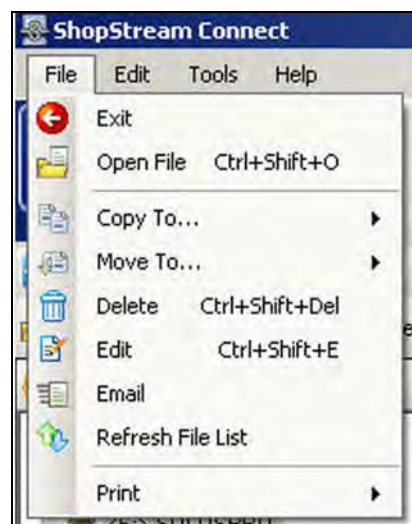 ShopStream Connect
File Edit Tools Help
Exit
Open File Ctrl+Shift+O
Copy To...
Move To...
Delete Ctrl+Shift+Del
Edit Ctrl+Shift+E
Email
Refresh File List
Print